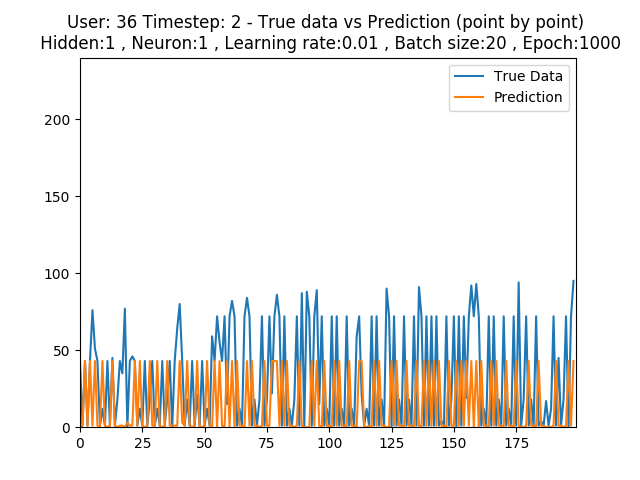 User: 36 Timestep: 2 - True data vs Prediction (point by point)
Hidden:1 , Neuron:1 , Learning rate:0.01 , Batch size:20 , Epoch:1000
True Data
Prediction
200
150
100
50
0
0 25 50 75 100 125 150 175